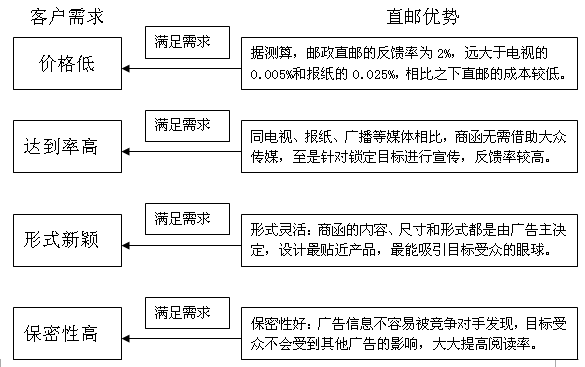 客户需求 直邮优势
价格低
满足需求
据测算，邮政直邮的反馈率为2%，远大于电视的
0.005%和报纸的0.025%，相比之下直邮的成本较低。
达到率高
满足需求
同电视、报纸、广播等媒体相比，商函无需借助大众
传媒，至是针对锁定目标进行宣传，反馈率较高。
形式新颖
满足需求
形式灵活：商函的内容、尺寸和形式都是由广告主决
定，设计最贴近产品，最能吸引目标受众的眼球。
保密性高
满足需求
保密性好：广告信息不容易被竞争对手发现，目标受
众不会受到其他广告的影响，大大提高阅读率。